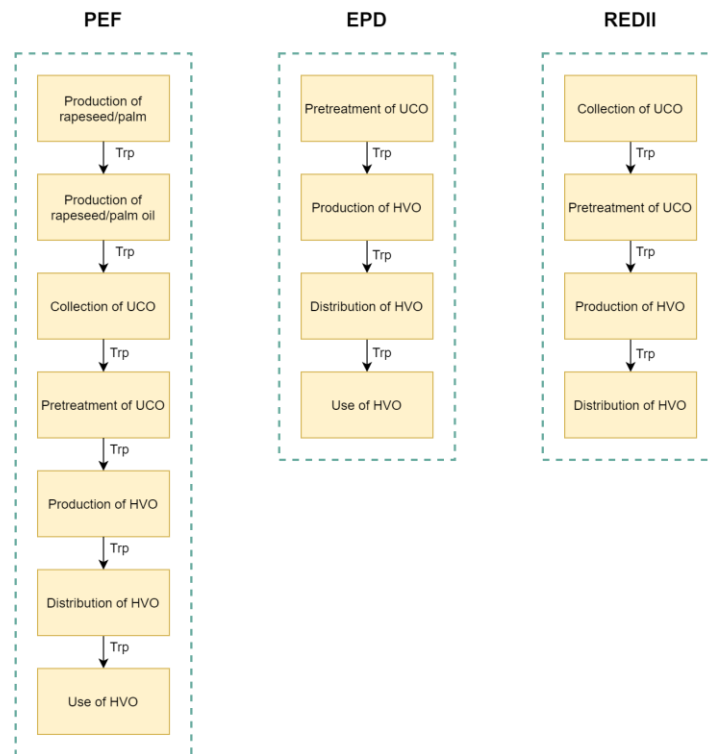 PEF
Production of
rapeseed/palm
Trp
Production of
rapeseed/palm oil
Trp
Collection of UCO
Trp
Pretreatment of UCO
Trp
Production of HVO
Trp
Distribution of HVO
Trp
Use of HVO
EPD
Pretreatment of UCO
Trp
Production of HVO
Trp
Distribution of HVO
Trp
Use of HVO
REDII
Collection of UCO
Trp
Pretreatment of UCO
Trp
Production of HVO
Trp
Distribution of HVO